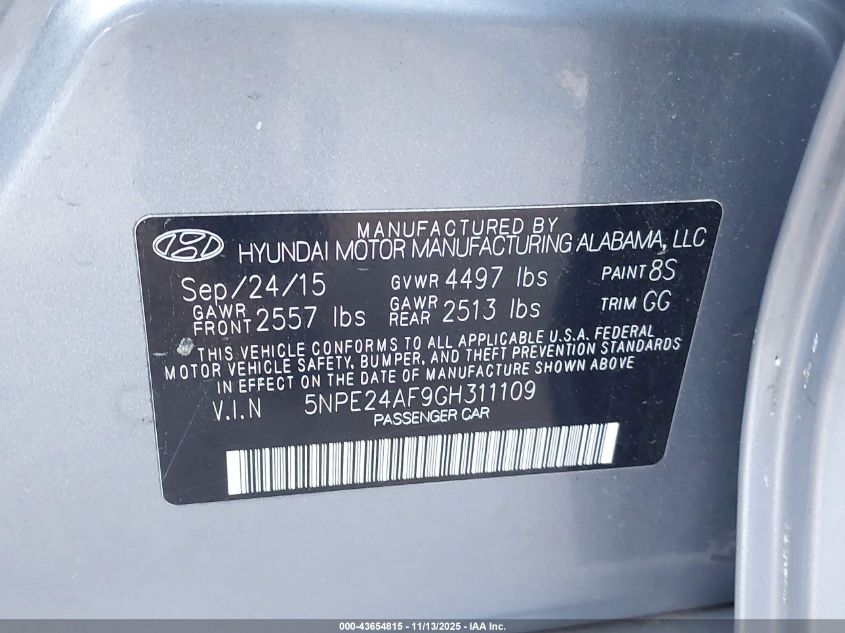 MANUFACTURED BY
HYUNDAI MOTOR MANUFACTURING ALABAMA, LLC
Sep/24/15 GVWR 4497 lbs PAINT 8S
GAWR FRONT 2557 lbs GAWR REAR 2513 lbs TRIM GG
THIS VEHICLE CONFORMS TO ALL APPLICABLE U.S.A. FEDERAL
MOTOR VEHICLE SAFETY, BUMPER, AND THEFT PREVENTION STANDARDS
IN EFFECT ON THE DATE OF MANUFACTURE SHOWN ABOVE.
V.I.N 5NPE24AF9GH311109
PASSENGER CAR
000-43654815 - 11/13/2025 - IAA Inc.